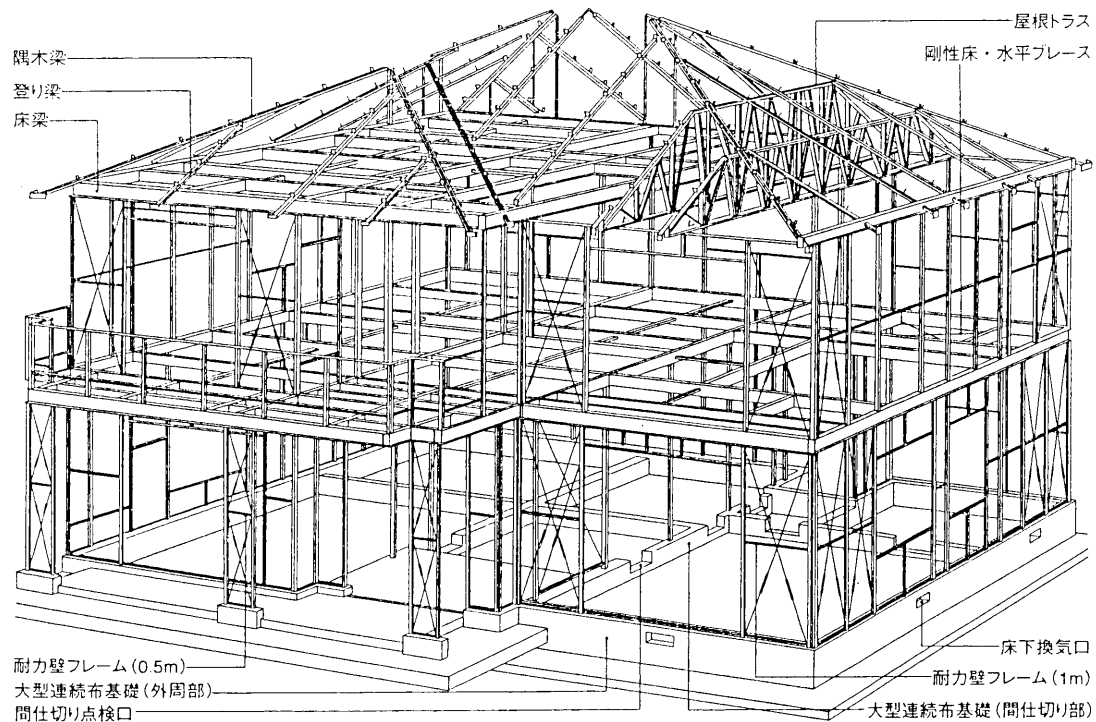 屋根トラス
剛性床・水平ブレース
隅木梁
登り梁
床梁
耐力壁フレーム(0.5m)
大型連続布基礎(外周部)
間仕切り点検口
床下換気口
耐力壁フレーム(1m)
大型連続布基礎(間仕切り部)